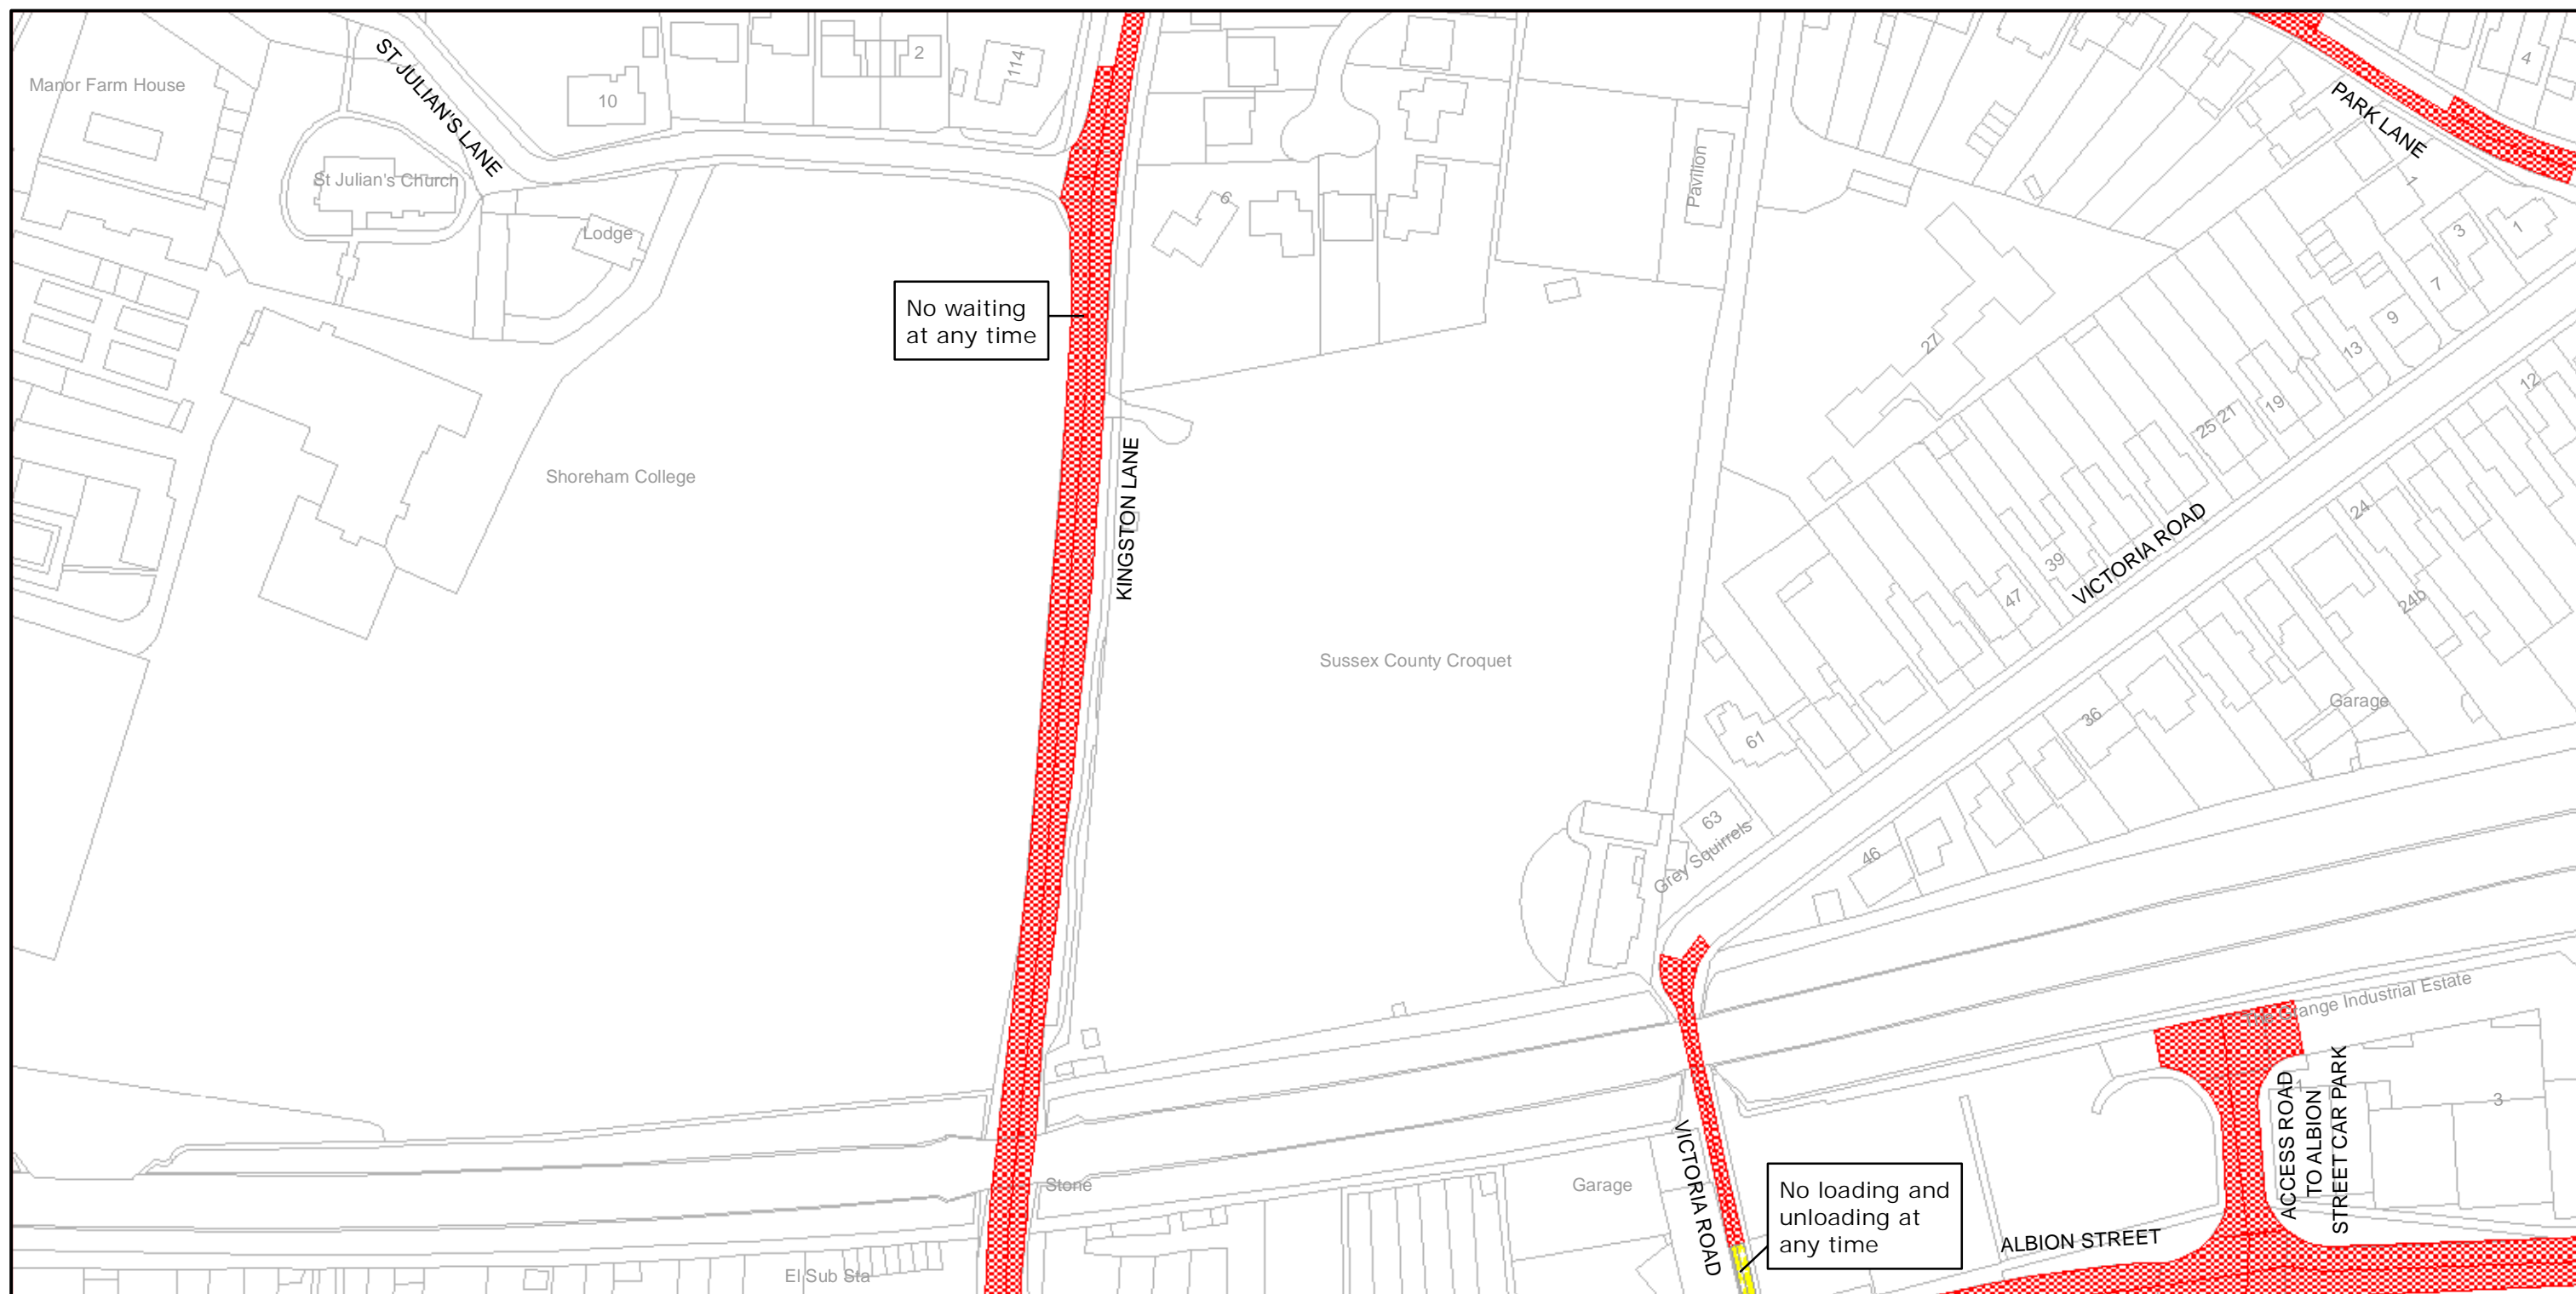 Manor Farm House
ST JULIAN'S LANE
10
2
114
St Julian's Church
Lodge
No waiting
at any time
Shoreham College
KINGSTON LANE
6
Pavilion
Sussex County Croquet
PARK LANE
4
1
3
1
7
9
13
12
27
19
21
25
24
VICTORIA ROAD
39
47
24b
36
Garage
61
63
Grey Squirrels
46
Stone
El Sub Sta
Garage
VICTORIA ROAD
No loading and
unloading at
any time
ALBION STREET
Grange Industrial Estate
1
3
ACCESS ROAD
TO ALBION
STREET CAR PARK